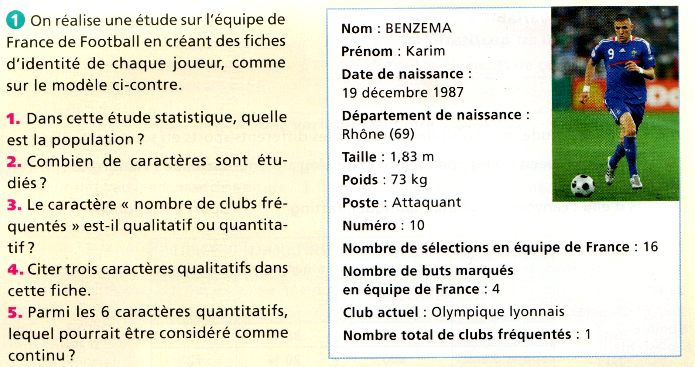 1 On réalise une étude sur l'équipe de
France de Football en créant des fiches
d'identité de chaque joueur, comme
sur le modèle ci-contre.
1. Dans cette étude statistique, quelle
est la population ?
2. Combien de caractères sont étu-
diés ?
3. Le caractère « nombre de clubs fré-
quentés » est-il qualitatif ou quantita-
tif ?
4. Citer trois caractères qualitatifs dans
cette fiche.
5. Parmi les 6 caractères quantitatifs,
lequel pourrait être considéré comme
continu ?
Nom : BENZEMA
Prénom : Karim
Date de naissance :
19 décembre 1987
Département de naissance :
Rhône (69)
Taille : 1,83 m
Poids : 73 kg
Poste : Attaquant
Numéro : 10
Nombre de sélections en équipe de France : 16
Nombre de buts marqués
en équipe de France : 4
Club actuel : Olympique lyonnais
Nombre total de clubs fréquentés : 1
9